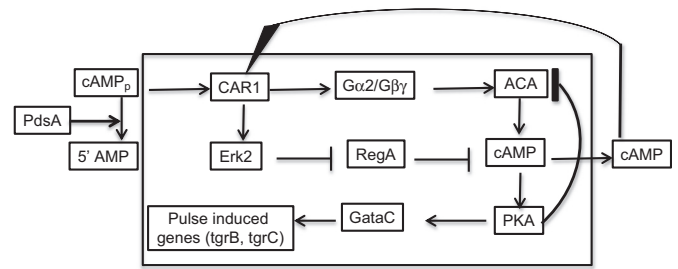 cAMPp
CAR1
Gα2/Gβγ
ACA
PdsA
5' AMP
Erk2
RegA
cAMP
cAMP
Pulse induced
genes (tgrB, tgrC)
GataC
PKA